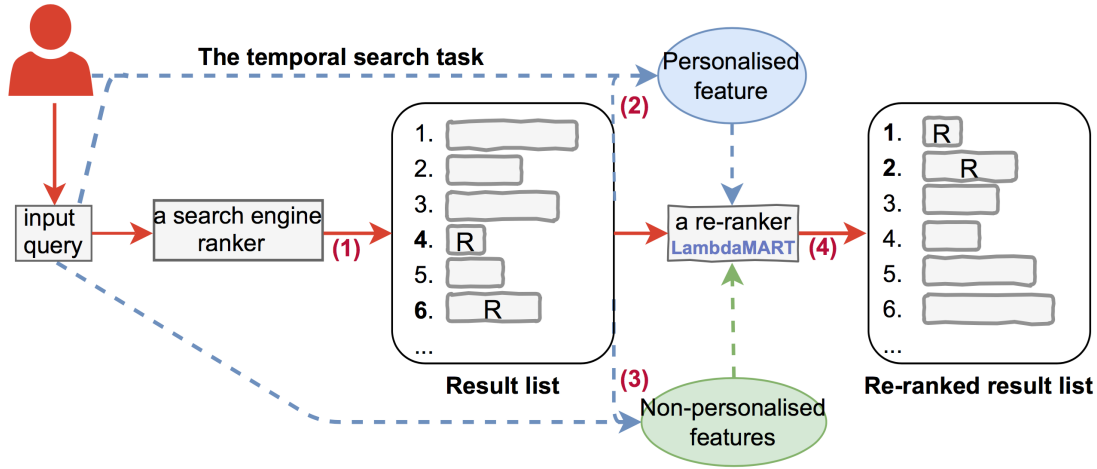 The temporal search task
Personalised
feature
(2)
input
query
a search engine
ranker
(1)
1.
2.
3.
4. R
5.
6. R
...
Result list
a re-ranker
LambdaMART
(4)
(3)
Non-personalised
features
1. R
2. R
3.
4.
5.
6.
...
Re-ranked result list